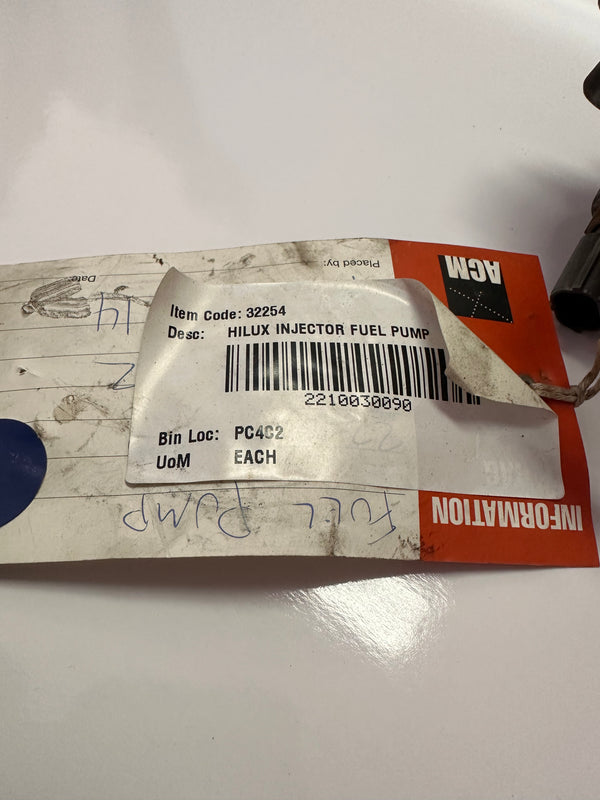 ACM
Placed by:
Date:
14
Item Code: 32254
Desc: HILUX INJECTOR FUEL PUMP
2210030090
Bin Loc: PC4C2
UoM EACH
INFORMATION
FUEL PUMP